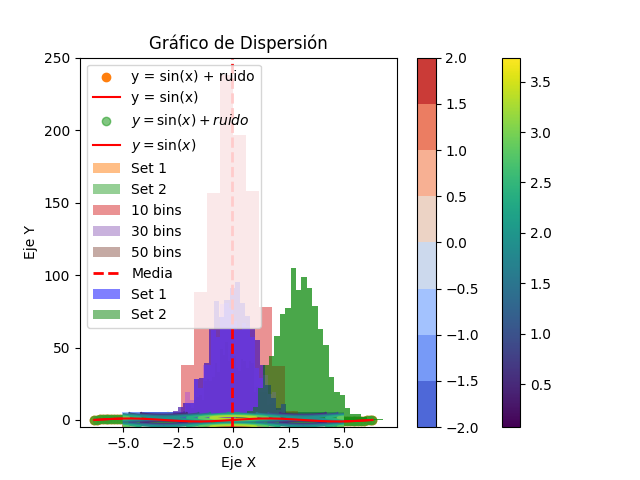 Gráfico de Dispersión
Eje Y
250
200
150
100
50
0
y = sin(x) + ruido
y = sin(x)
y = sin(x) + ruido
y = sin(x)
Set 1
Set 2
10 bins
30 bins
50 bins
Media
Set 1
Set 2
−5.0 −2.5 0.0 2.5 5.0
Eje X
2.0
1.5
1.0
0.5
0.0
−0.5
−1.0
−1.5
−2.0
3.5
3.0
2.5
2.0
1.5
1.0
0.5